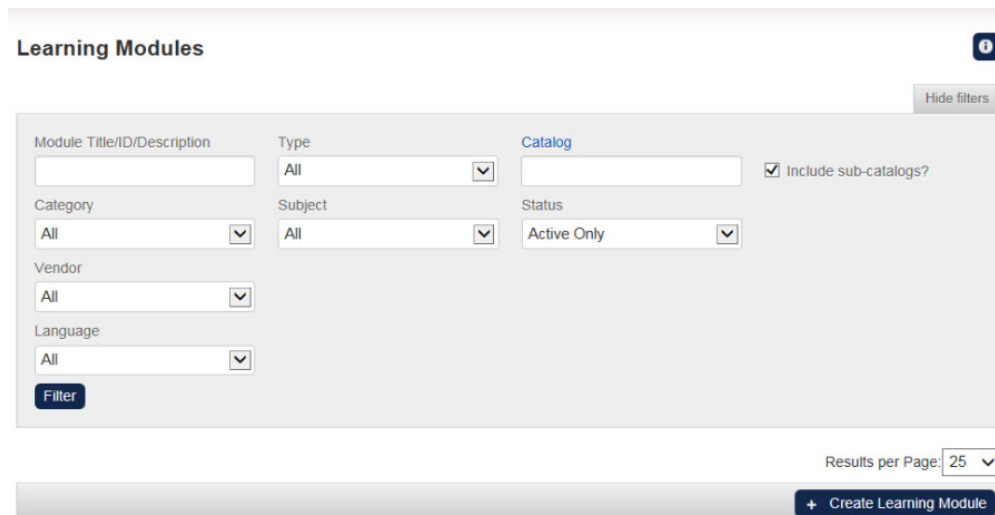 Learning Modules
Hide filters
Module Title/ID/Description
Type
Catalog
All
Include sub-catalogs?
Category
Subject
Status
All
All
Active Only
Vendor
All
Language
All
Filter
Results per Page: 25
+ Create Learning Module